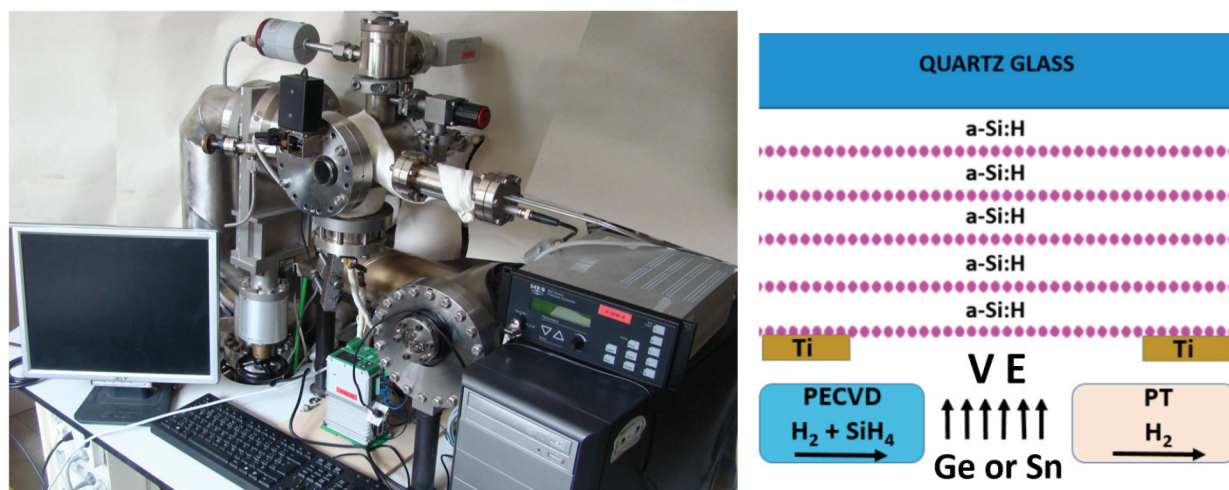 QUARTZ GLASS
a-Si:H
a-Si:H
a-Si:H
a-Si:H
a-Si:H
Ti
Ti
V E
PECVD
H₂ + SiH₄
Ge or Sn
PT
H₂